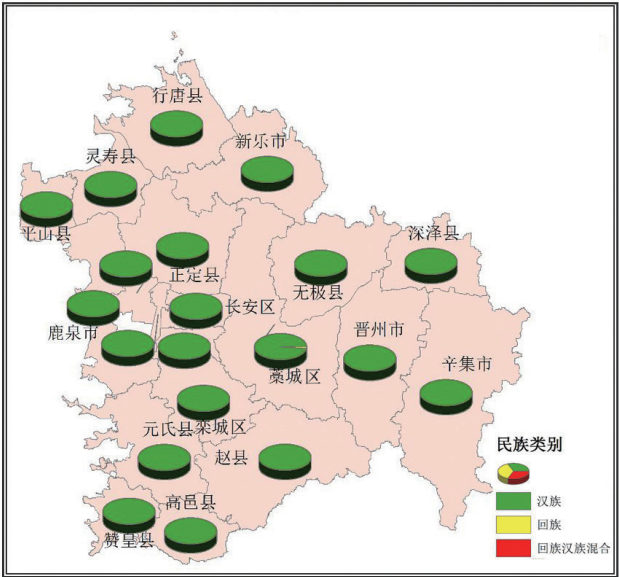 行唐县
新乐市
灵寿县
平山县
深泽县
正定县
无极县
长安区
鹿泉市
晋州市
藁城区
辛集市
元氏县
栾城区
赵县
高邑县
赞皇县
民族类别
汉族
回族
回族汉族混合